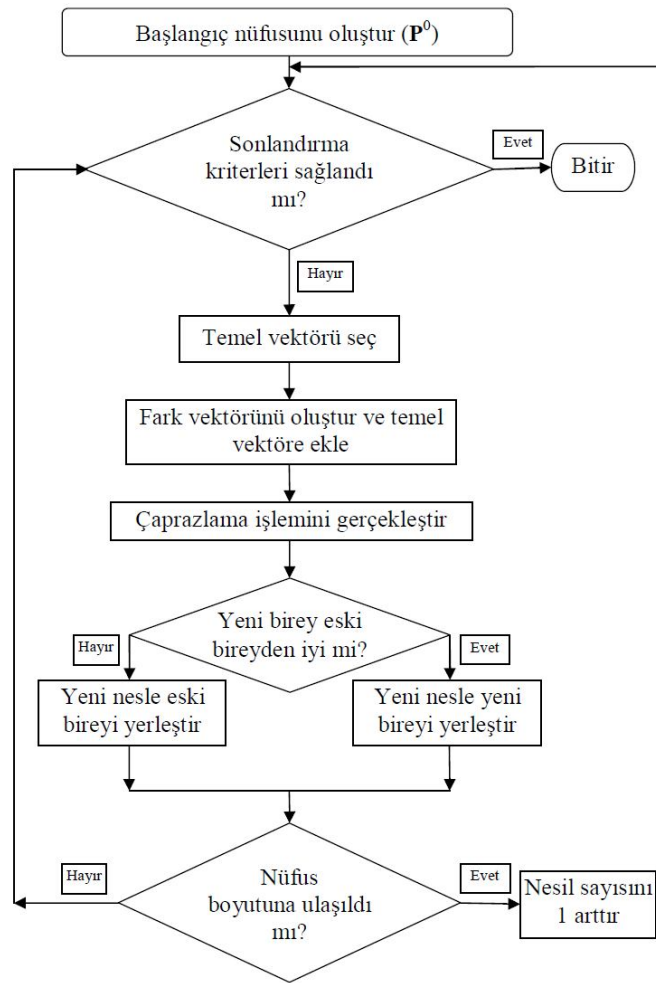 Başlangıç nüfusunu oluştur (P⁰)
Sonlandırma
kriterleri sağlandı
mı?
Evet
Bitir
Hayır
Temel vektörü seç
Fark vektörünü oluştur ve temel
vektöre ekle
Çaprazlama işlemini gerçekleştir
Yeni birey eski
bireyden iyi mi?
Hayır
Evet
Yeni nesle eski
bireyi yerleştir
Yeni nesle yeni
bireyi yerleştir
Nüfus
boyutuna ulaşıldı
mı?
Hayır
Evet
Nesil sayısını
1 arttır